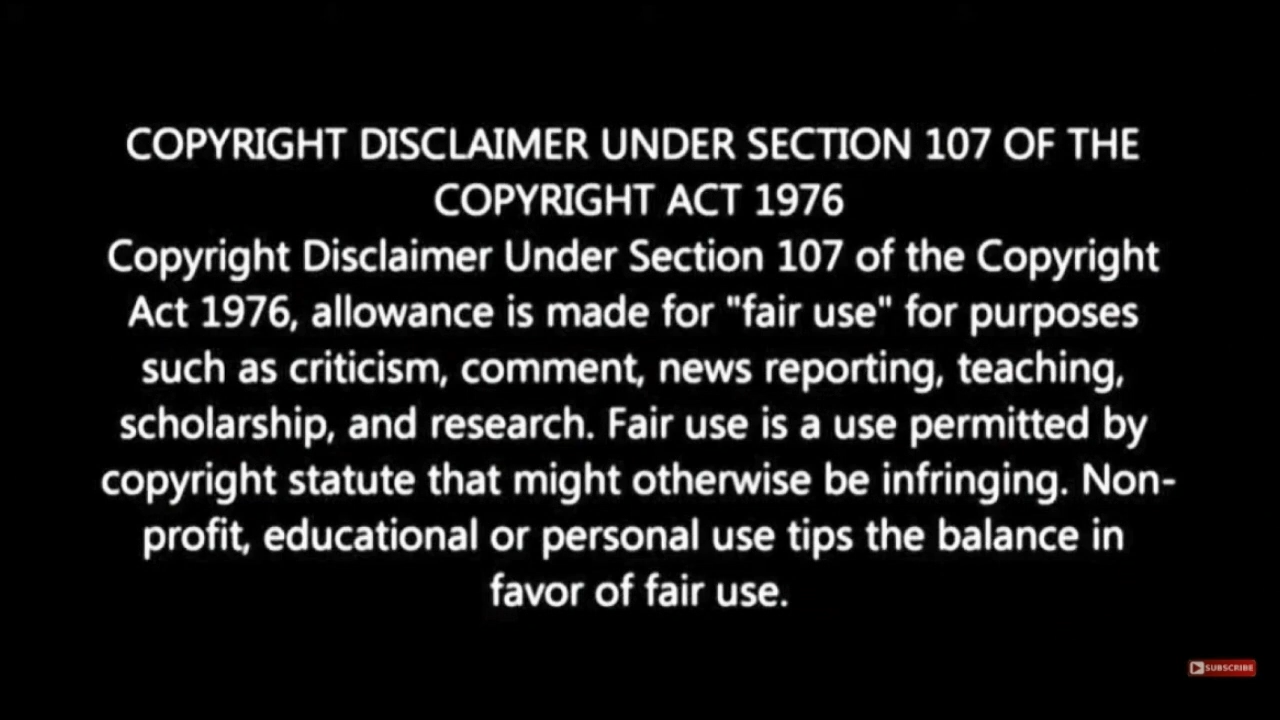 COPYRIGHT DISCLAIMER UNDER SECTION 107 OF THE
COPYRIGHT ACT 1976
Copyright Disclaimer Under Section 107 of the Copyright
Act 1976, allowance is made for "fair use" for purposes
such as criticism, comment, news reporting, teaching,
scholarship, and research. Fair use is a use permitted by
copyright statute that might otherwise be infringing. Non-
profit, educational or personal use tips the balance in
favor of fair use.
SUBSCRIBE